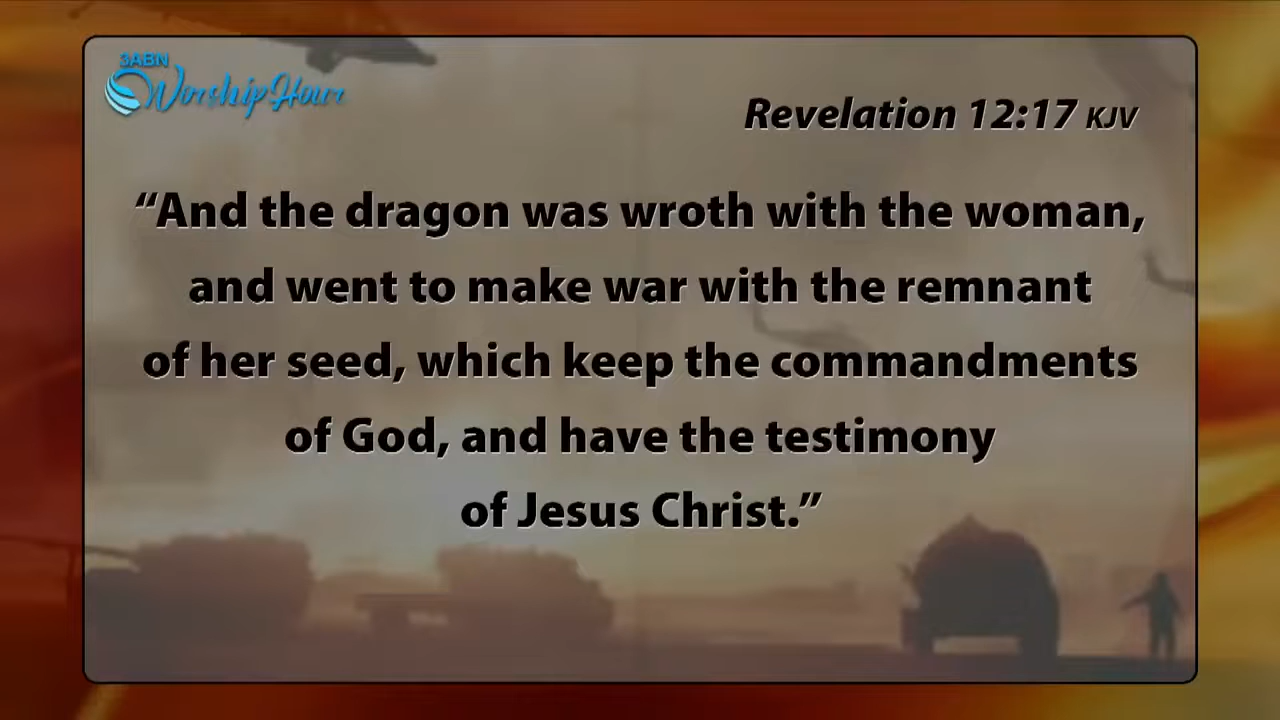 3ABN
Worship Hour
Revelation 12:17 KJV
“And the dragon was wroth with the woman,
and went to make war with the remnant
of her seed, which keep the commandments
of God, and have the testimony
of Jesus Christ.”